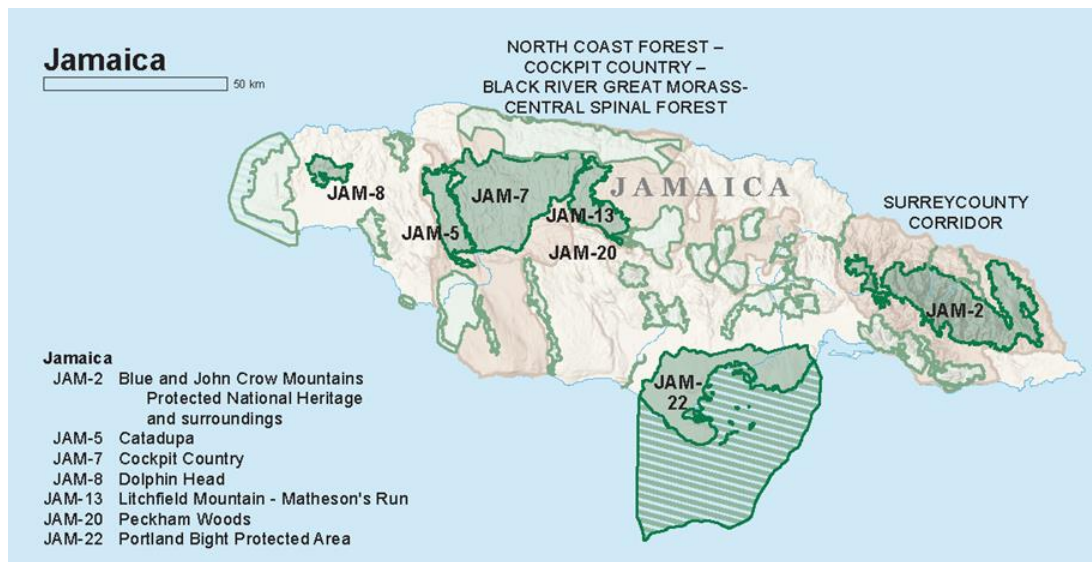 Jamaica
50 km
NORTH COAST FOREST –
COCKPIT COUNTRY –
BLACK RIVER GREAT MORASS-
CENTRAL SPINAL FOREST
JAMAICA
JAM-8
JAM-7
JAM-13
JAM-5
JAM-20
SURREYCOUNTY
CORRIDOR
JAM-2
JAM-
22
Jamaica
JAM-2 Blue and John Crow Mountains
Protected National Heritage
and surroundings
JAM-5 Catadupa
JAM-7 Cockpit Country
JAM-8 Dolphin Head
JAM-13 Litchfield Mountain - Matheson's Run
JAM-20 Peckham Woods
JAM-22 Portland Bight Protected Area